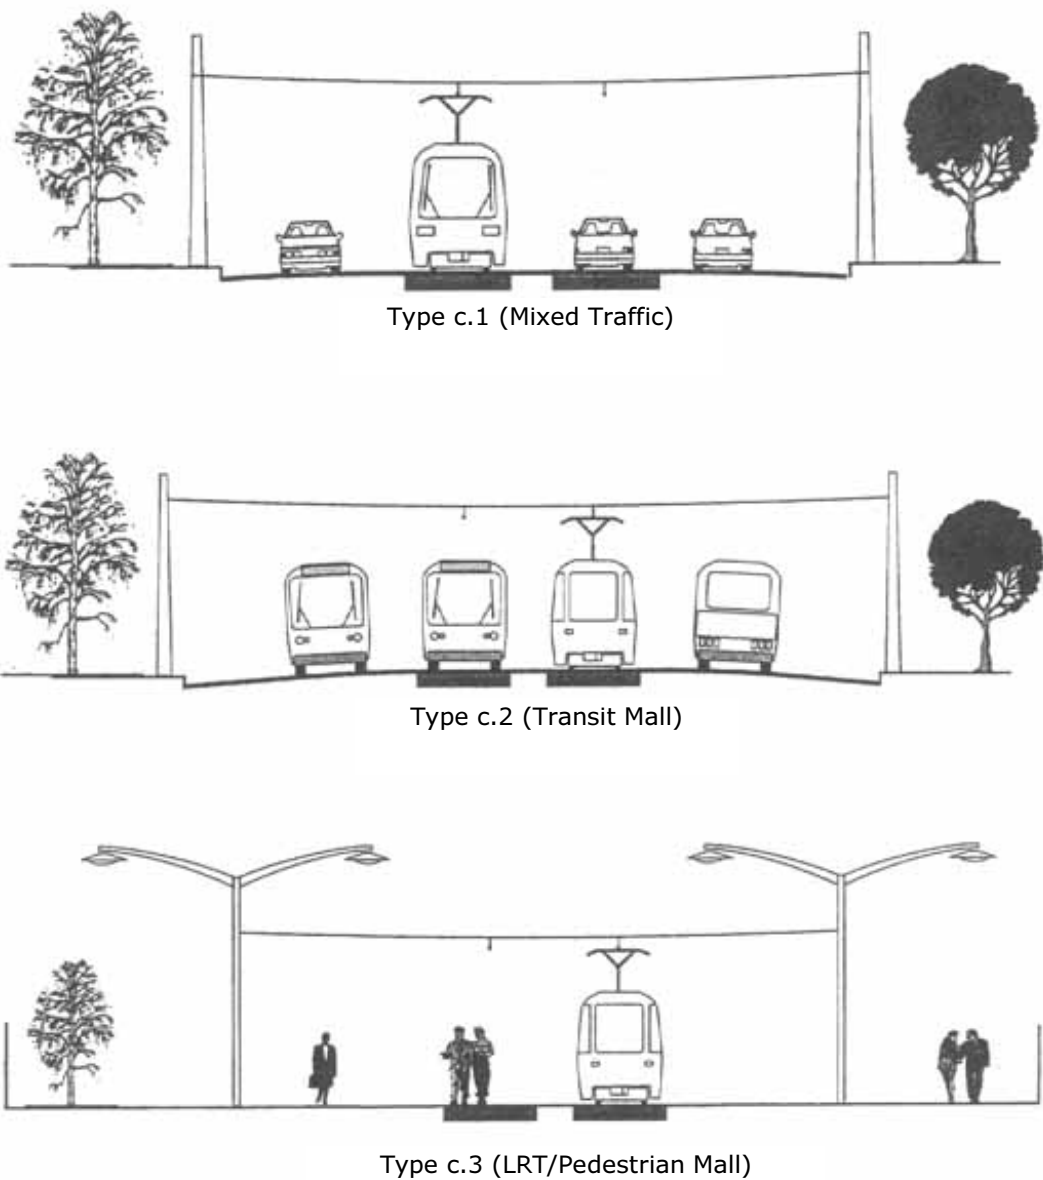 Type c.1 (Mixed Traffic)
Type c.2 (Transit Mall)
Type c.3 (LRT/Pedestrian Mall)